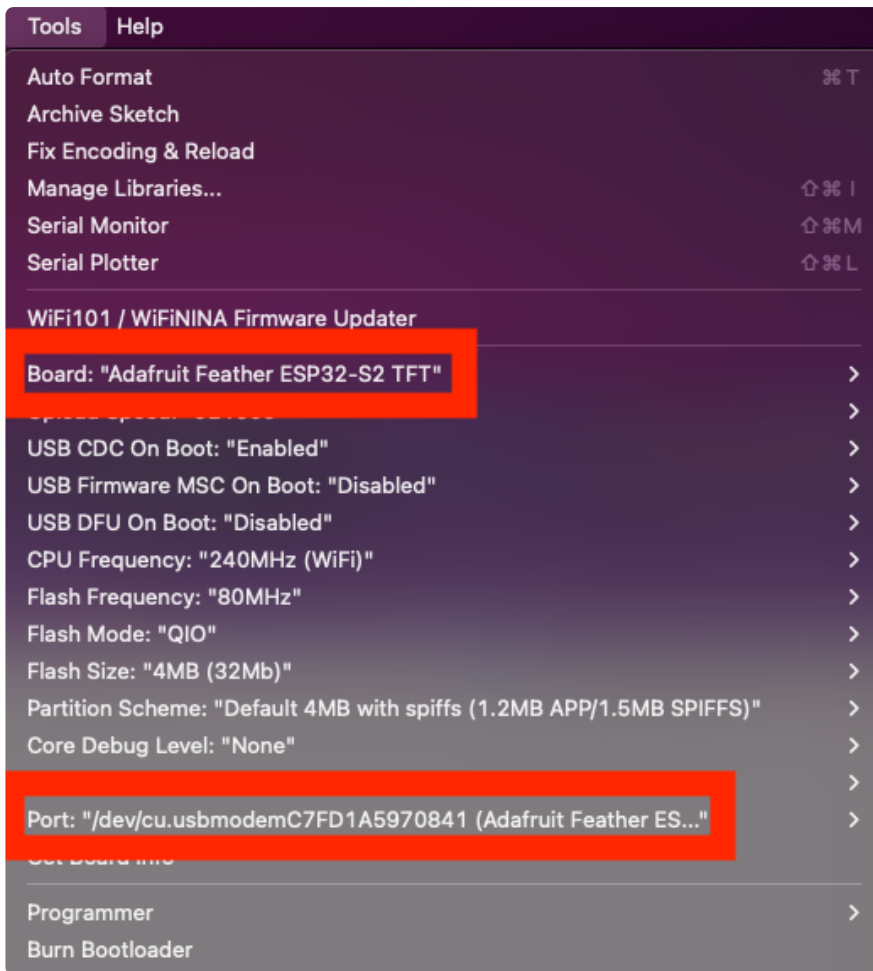 Tools Help
Auto Format ⌘ T
Archive Sketch
Fix Encoding & Reload
Manage Libraries... ⇧⌘ I
Serial Monitor ⇧⌘M
Serial Plotter ⇧⌘ L
WiFi101 / WiFiNINA Firmware Updater
Board: "Adafruit Feather ESP32-S2 TFT"
USB CDC On Boot: "Enabled"
USB Firmware MSC On Boot: "Disabled"
USB DFU On Boot: "Disabled"
CPU Frequency: "240MHz (WiFi)"
Flash Frequency: "80MHz"
Flash Mode: "QIO"
Flash Size: "4MB (32Mb)"
Partition Scheme: "Default 4MB with spiffs (1.2MB APP/1.5MB SPIFFS)"
Core Debug Level: "None"
Port: "/dev/cu.usbmodemC7FD1A5970841 (Adafruit Feather ES..."
Programmer
Burn Bootloader